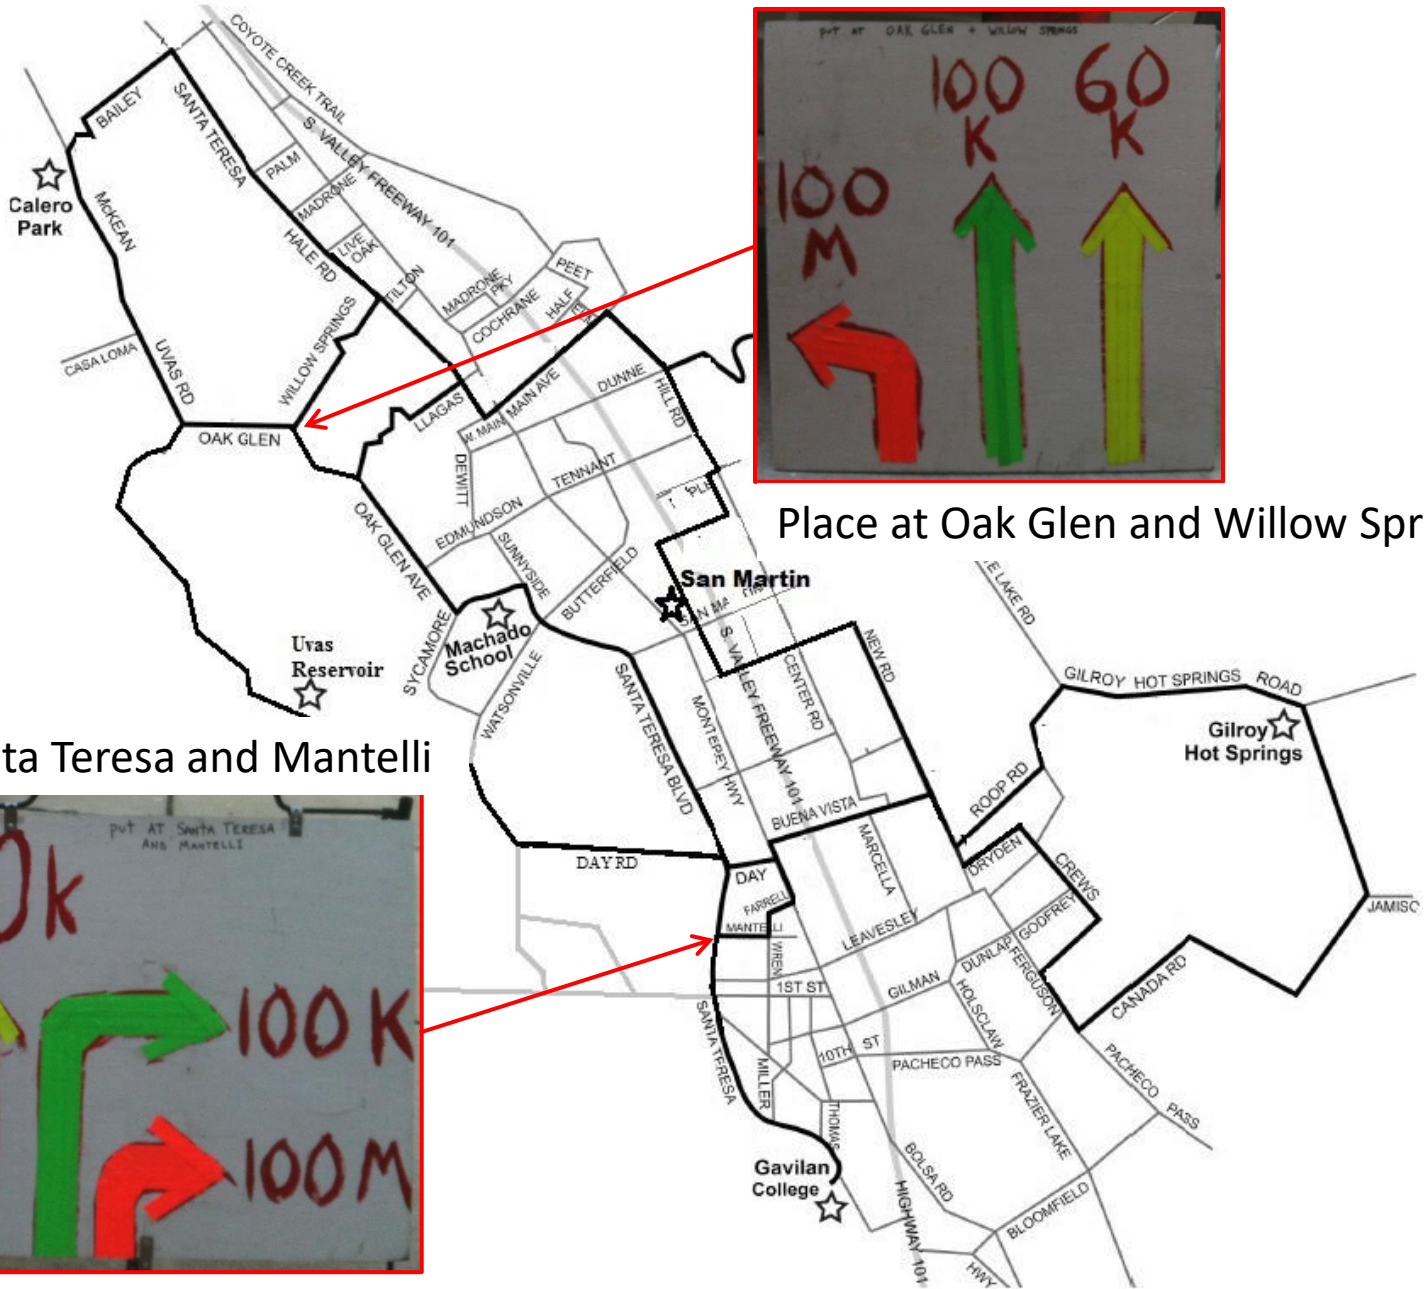 COYOTE CREEK TRAIL
S. VALLEY FREEWAY 101
BAILEY
SANTA TERESA
PALM
MADRONE
LIVE OAK
HALE RD
TILTON
MADRONE PKY
COCHRANE
HALF
PEET
Calero
Park
McKEAN
CASA LOMA
UVAS RD
WILLOW SPRINGS
OAK GLEN
LLAGAS
W. MAIN
MAIN AVE
DUNNE
HILL RD
DEWITT
TENNANT
EDMUNDSON
SUNNYSIDE
BUTTERFIELD
OAK GLEN AVE
SYCAMORE
Machado
School
WATSONVILLE
Uvas
Reservoir
San Martin
PUT AT OAK GLEN + WILLOW SPRINGS
100
K
60
K
100
M
Place at Oak Glen and Willow Spr
E LAKE RD
GILROY HOT SPRINGS ROAD
Gilroy
Hot Springs
ROOP RD
NEW RD
CENTER RD
S. VALLEY FREEWAY 101
MONTEREY HWY
SANTA TERESA BLVD
BUENA VISTA
MARCELLA
DRYDEN
CREWS
JAMISO
ta Teresa and Mantelli
PUT AT SANTA TERESA
AND MANTELLI
0k
100 K
100 M
DAY RD
DAY
FARRELL
MANTELLI
WREN
1ST ST
LEAVESLEY
GODFREY
DUNLAP
FERGUSON
GILMAN
HOLSCLAW
CANADA RD
SANTA TERESA
MILLER
10TH ST
PACHECO PASS
THOMAS
FRAZIER LAKE
PACHECO PASS
Gavilan
College
BOLSA RD
HIGHWAY 101
BLOOMFIELD
HWY